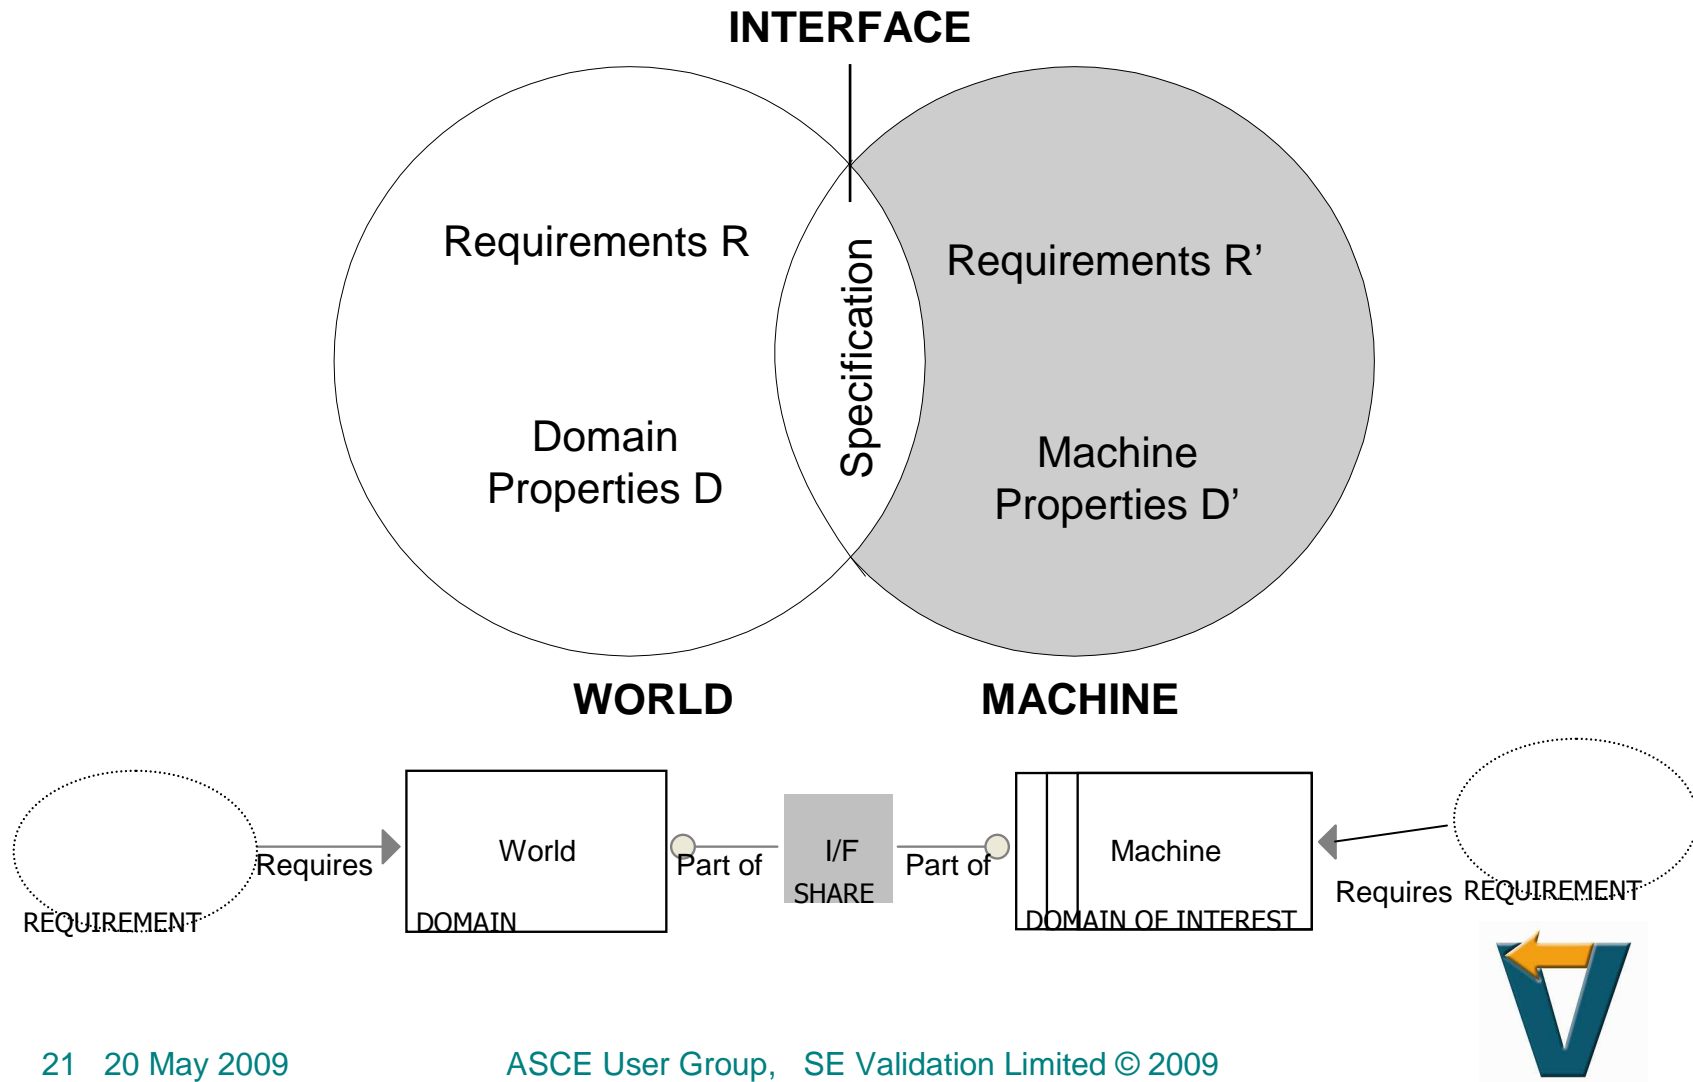 INTERFACE
Requirements R
Domain
Properties D
Specification
Requirements R’
Machine
Properties D’
WORLD
MACHINE
REQUIREMENT
Requires
World
DOMAIN
Part of
I/F
SHARE
Part of
Machine
DOMAIN OF INTEREST
Requires
REQUIREMENT
21 20 May 2009
ASCE User Group, SE Validation Limited © 2009